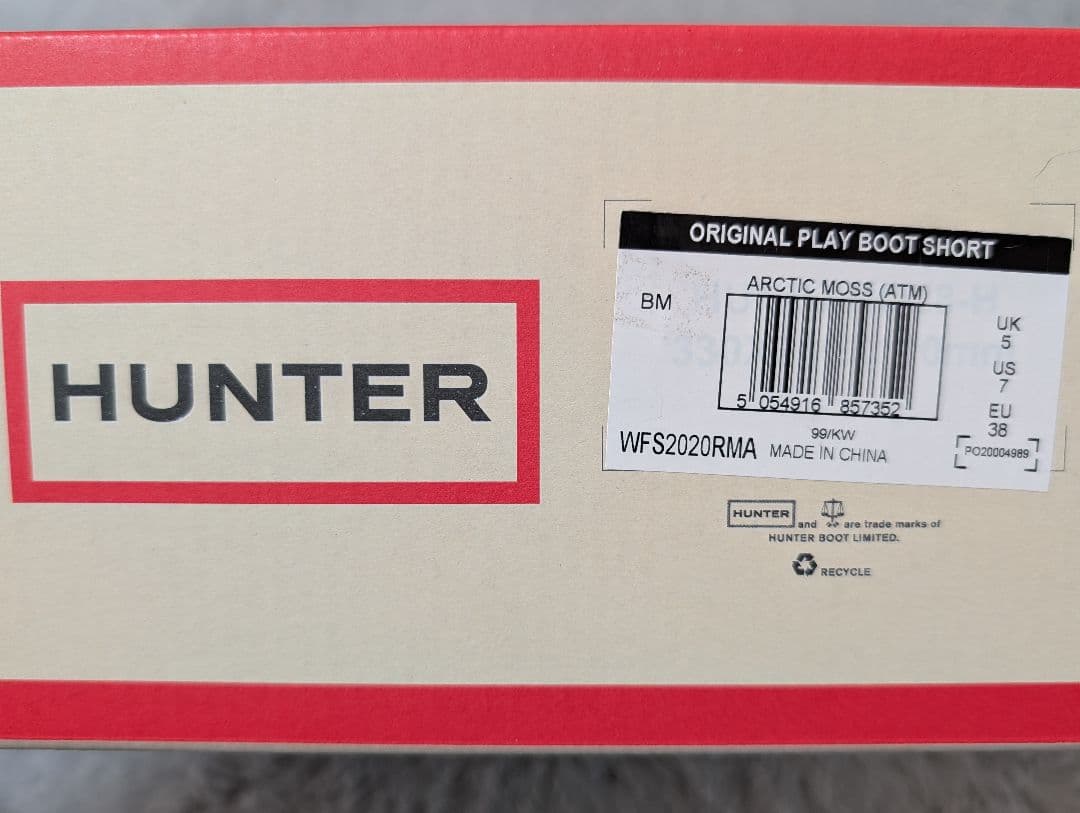 HUNTER
ORIGINAL PLAY BOOT SHORT
ARCTIC MOSS (ATM)
BM
5 054916 857352
UK
5
US
7
EU
38
99/KW
WFS2020RMA MADE IN CHINA
PO20004989
HUNTER and are trade marks of
HUNTER BOOT LIMITED.
RECYCLE